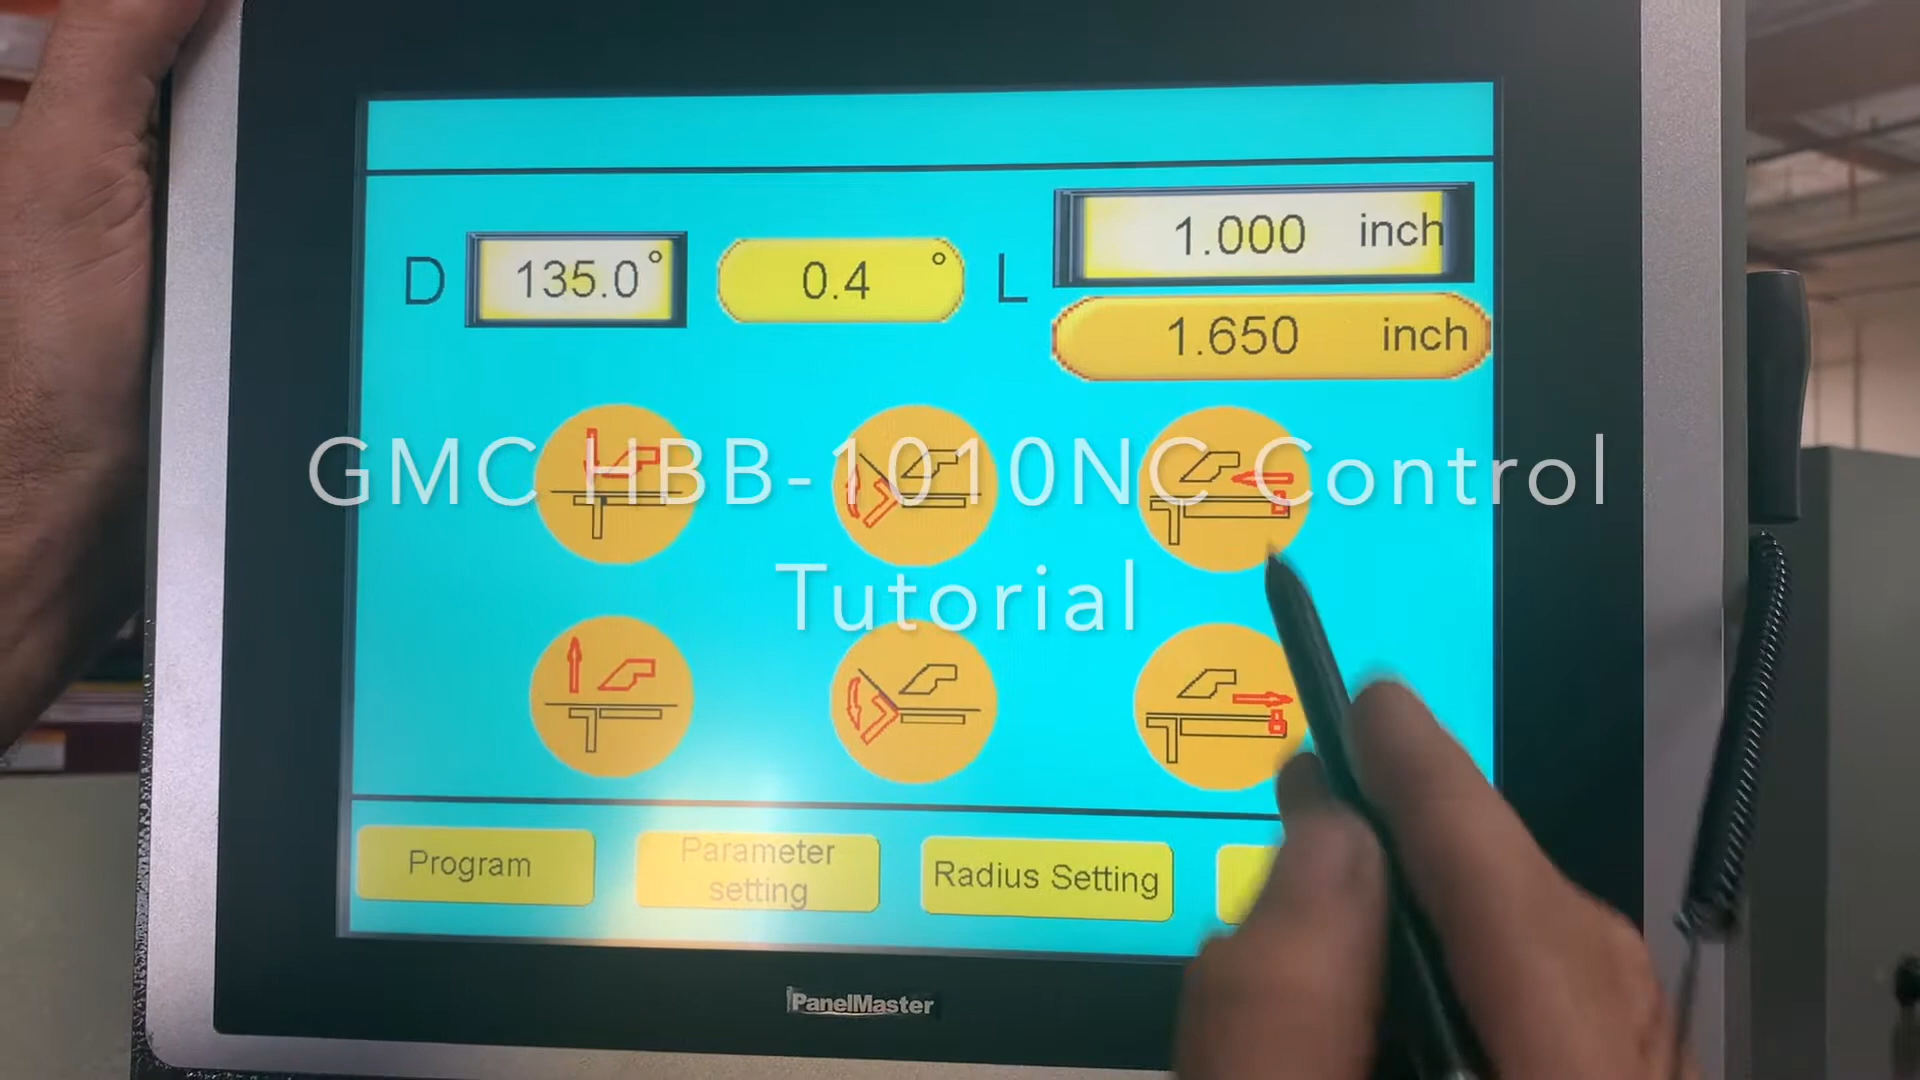 D 135.0° 0.4 ° L 1.000 inch
1.650 inch
GMC HBB-1010NC Control
Tutorial
Program
Parameter
setting
Radius Setting
PanelMaster